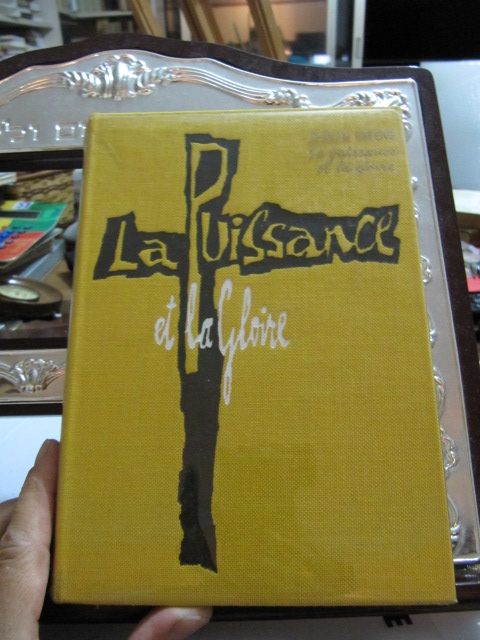 La Puissance
et la Gloire
La puissance
et la gloire